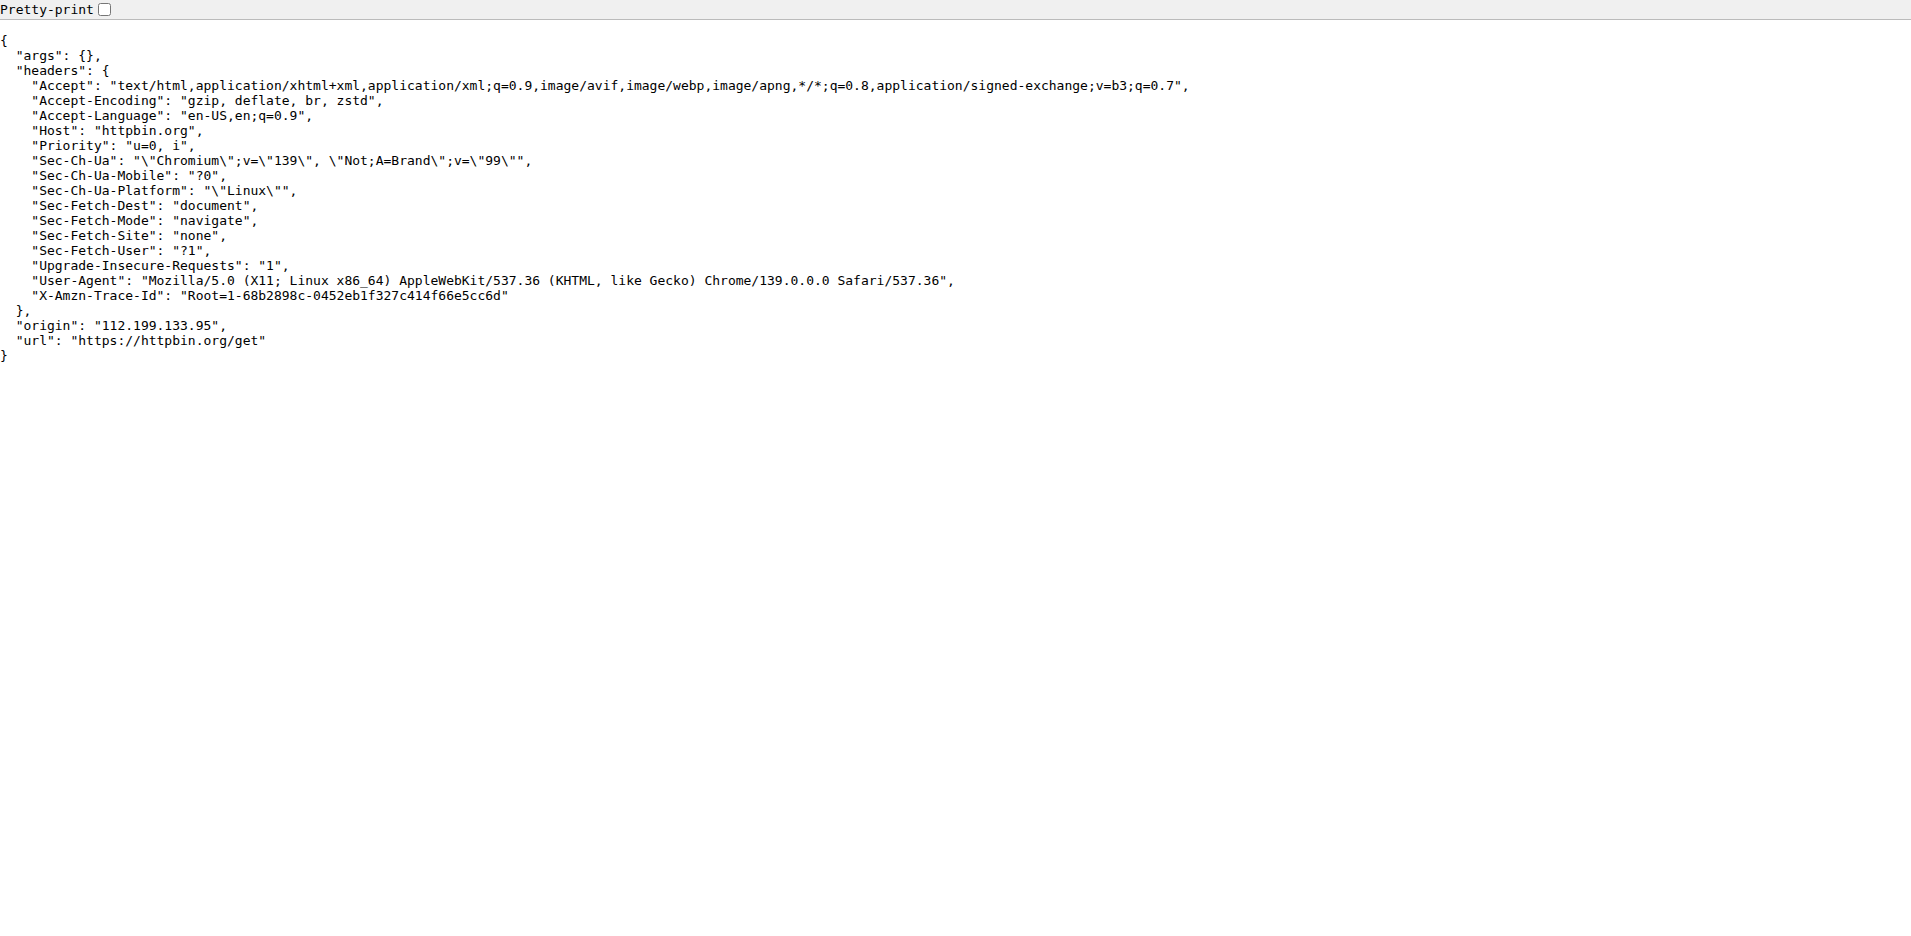 Pretty-print
{
  "args": {},
  "headers": {
    "Accept": "text/html,application/xhtml+xml,application/xml;q=0.9,image/avif,image/webp,image/apng,*/*;q=0.8,application/signed-exchange;v=b3;q=0.7",
    "Accept-Encoding": "gzip, deflate, br, zstd",
    "Accept-Language": "en-US,en;q=0.9",
    "Host": "httpbin.org",
    "Priority": "u=0, i",
    "Sec-Ch-Ua": "\"Chromium\";v=\"139\", \"Not;A=Brand\";v=\"99\"",
    "Sec-Ch-Ua-Mobile": "?0",
    "Sec-Ch-Ua-Platform": "\"Linux\"",
    "Sec-Fetch-Dest": "document",
    "Sec-Fetch-Mode": "navigate",
    "Sec-Fetch-Site": "none",
    "Sec-Fetch-User": "?1",
    "Upgrade-Insecure-Requests": "1",
    "User-Agent": "Mozilla/5.0 (X11; Linux x86_64) AppleWebKit/537.36 (KHTML, like Gecko) Chrome/139.0.0.0 Safari/537.36",
    "X-Amzn-Trace-Id": "Root=1-68b2898c-0452eb1f327c414f66e5cc6d"
  },
  "origin": "112.199.133.95",
  "url": "https://httpbin.org/get"
}